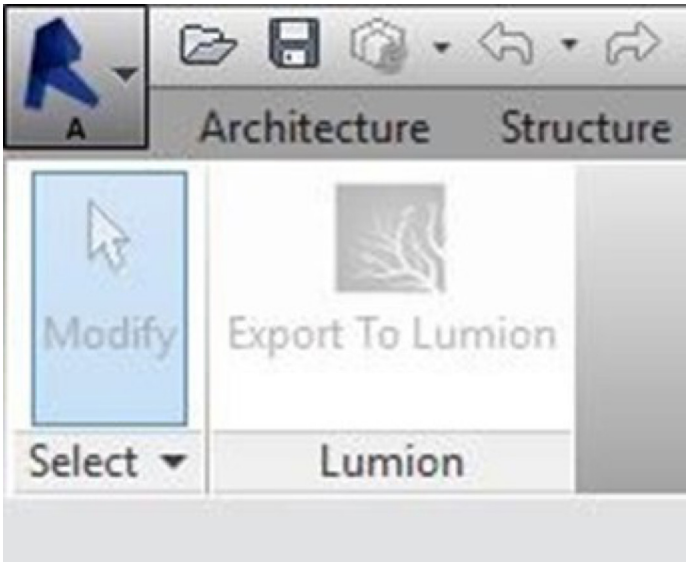 A
Architecture Structure
Modify Export To Lumion
Select Lumion